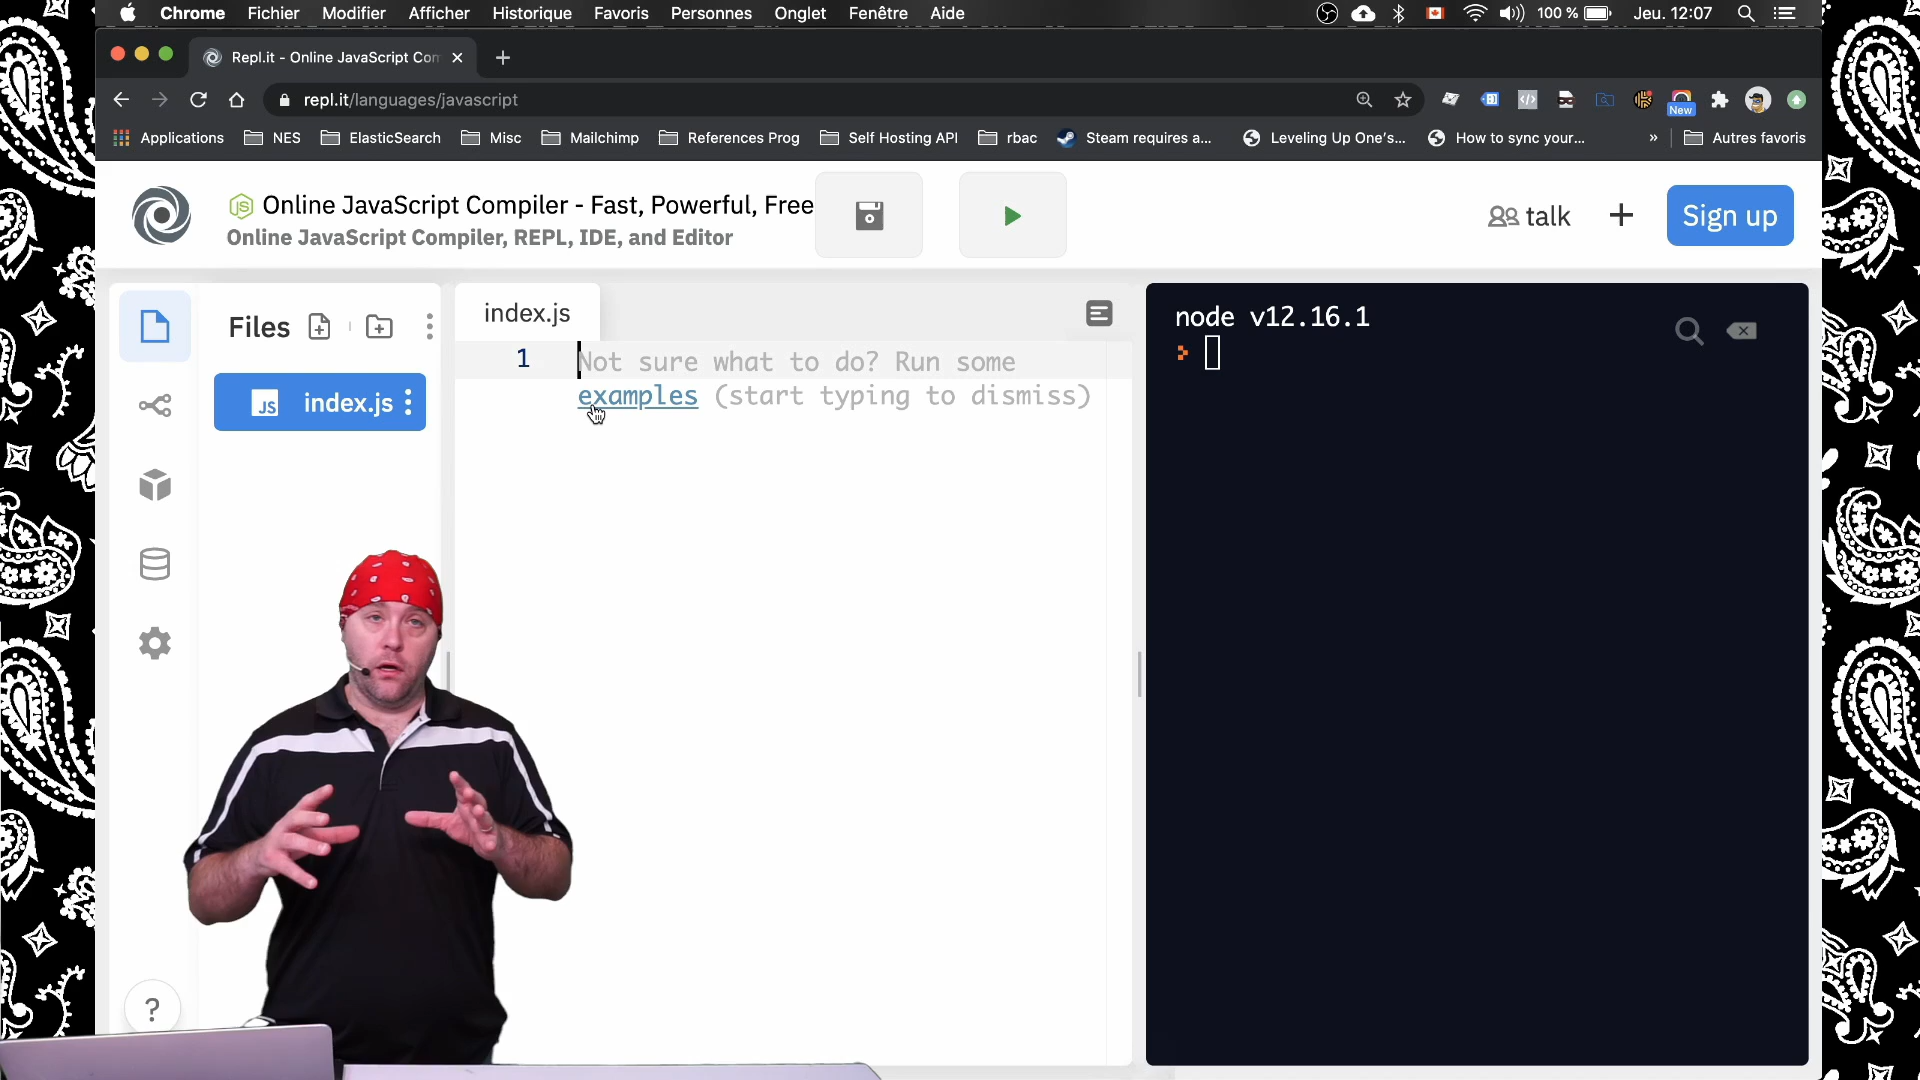 Chrome Fichier Modifier Afficher Historique Favoris Personnes Onglet Fenêtre Aide 100 % Jeu. 12:07
Repl.it - Online JavaScript Com
repl.it/languages/javascript
New
Applications NES ElasticSearch Misc Mailchimp References Prog Self Hosting API rbac Steam requires a... Leveling Up One's... How to sync your... » Autres favoris
JS Online JavaScript Compiler - Fast, Powerful, Free
Online JavaScript Compiler, REPL, IDE, and Editor
talk + Sign up
Files
JS index.js
index.js
1 Not sure what to do? Run some
examples (start typing to dismiss)
node v12.16.1
?